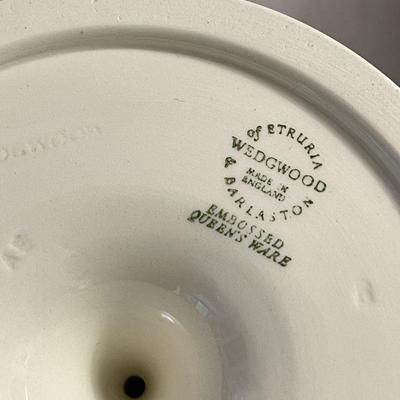 of ETRURIA
WEDGWOOD
MADE IN
ENGLAND
& BARLASTON
EMBOSSED
QUEEN'S WARE